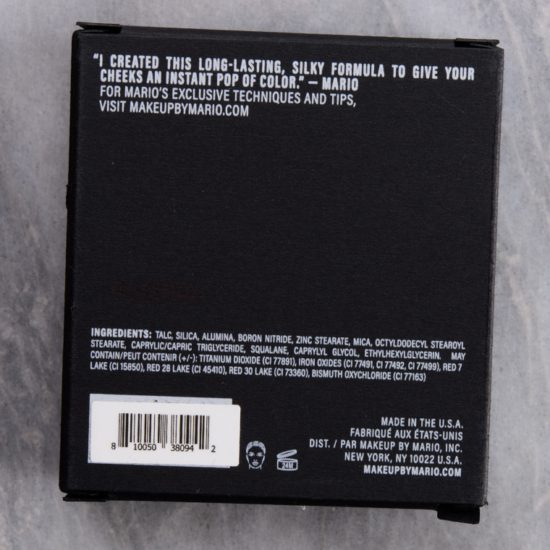 "I CREATED THIS LONG-LASTING, SILKY FORMULA TO GIVE YOUR
CHEEKS AN INSTANT POP OF COLOR." — MARIO
FOR MARIO'S EXCLUSIVE TECHNIQUES AND TIPS,
VISIT MAKEUPBYMARIO.COM
INGREDIENTS: TALC, SILICA, ALUMINA, BORON NITRIDE, ZINC STEARATE, MICA, OCTYLDODECYL STEAROYL
STEARATE, CAPRYLIC/CAPRIC TRIGLYCERIDE, SQUALANE, CAPRYLYL GLYCOL, ETHYLHEXYLGLYCERIN. MAY
CONTAIN/PEUT CONTENIR (+/-): TITANIUM DIOXIDE (CI 77891), IRON OXIDES (CI 77491, CI 77492, CI 77499), RED 7
LAKE (CI 15850), RED 28 LAKE (CI 45410), RED 30 LAKE (CI 73360), BISMUTH OXYCHLORIDE (CI 77163)
8 10050 38094 2
24M
MADE IN THE U.S.A.
FABRIQUÉ AUX ÉTATS-UNIS
DIST. / PAR MAKEUP BY MARIO, INC.
NEW YORK, NY 10022 U.S.A.
MAKEUPBYMARIO.COM